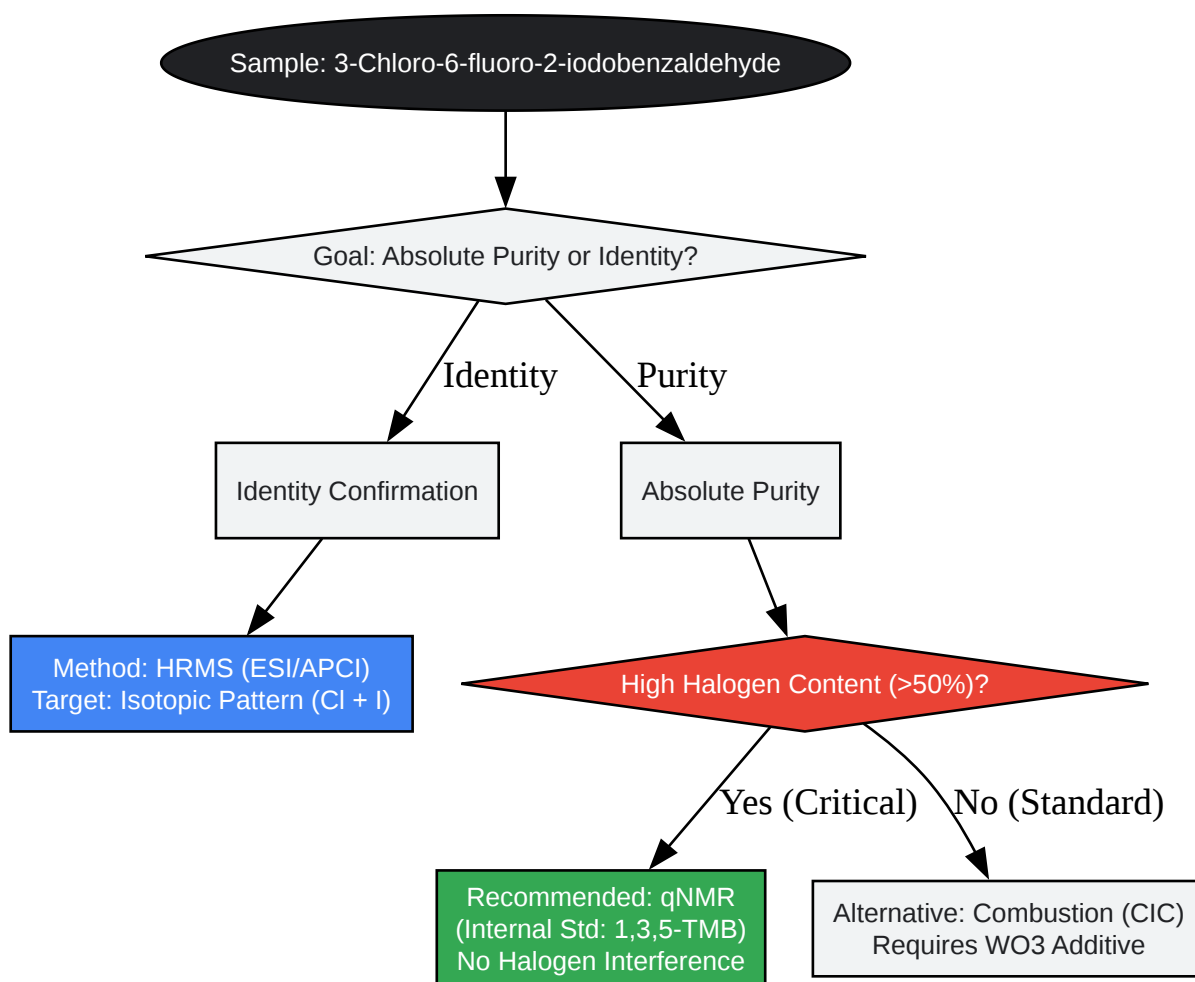 Sample: 3-Chloro-6-fluoro-2-iodobenzaldehyde
Goal: Absolute Purity or Identity?
Identity
Purity
Identity Confirmation
Absolute Purity
Method: HRMS (ESI/APCI)
Target: Isotopic Pattern (Cl + I)
High Halogen Content (>50%)?
Yes (Critical)
No (Standard)
Recommended: qNMR
(Internal Std: 1,3,5-TMB)
No Halogen Interference
Alternative: Combustion (CIC)
Requires WO3 Additive